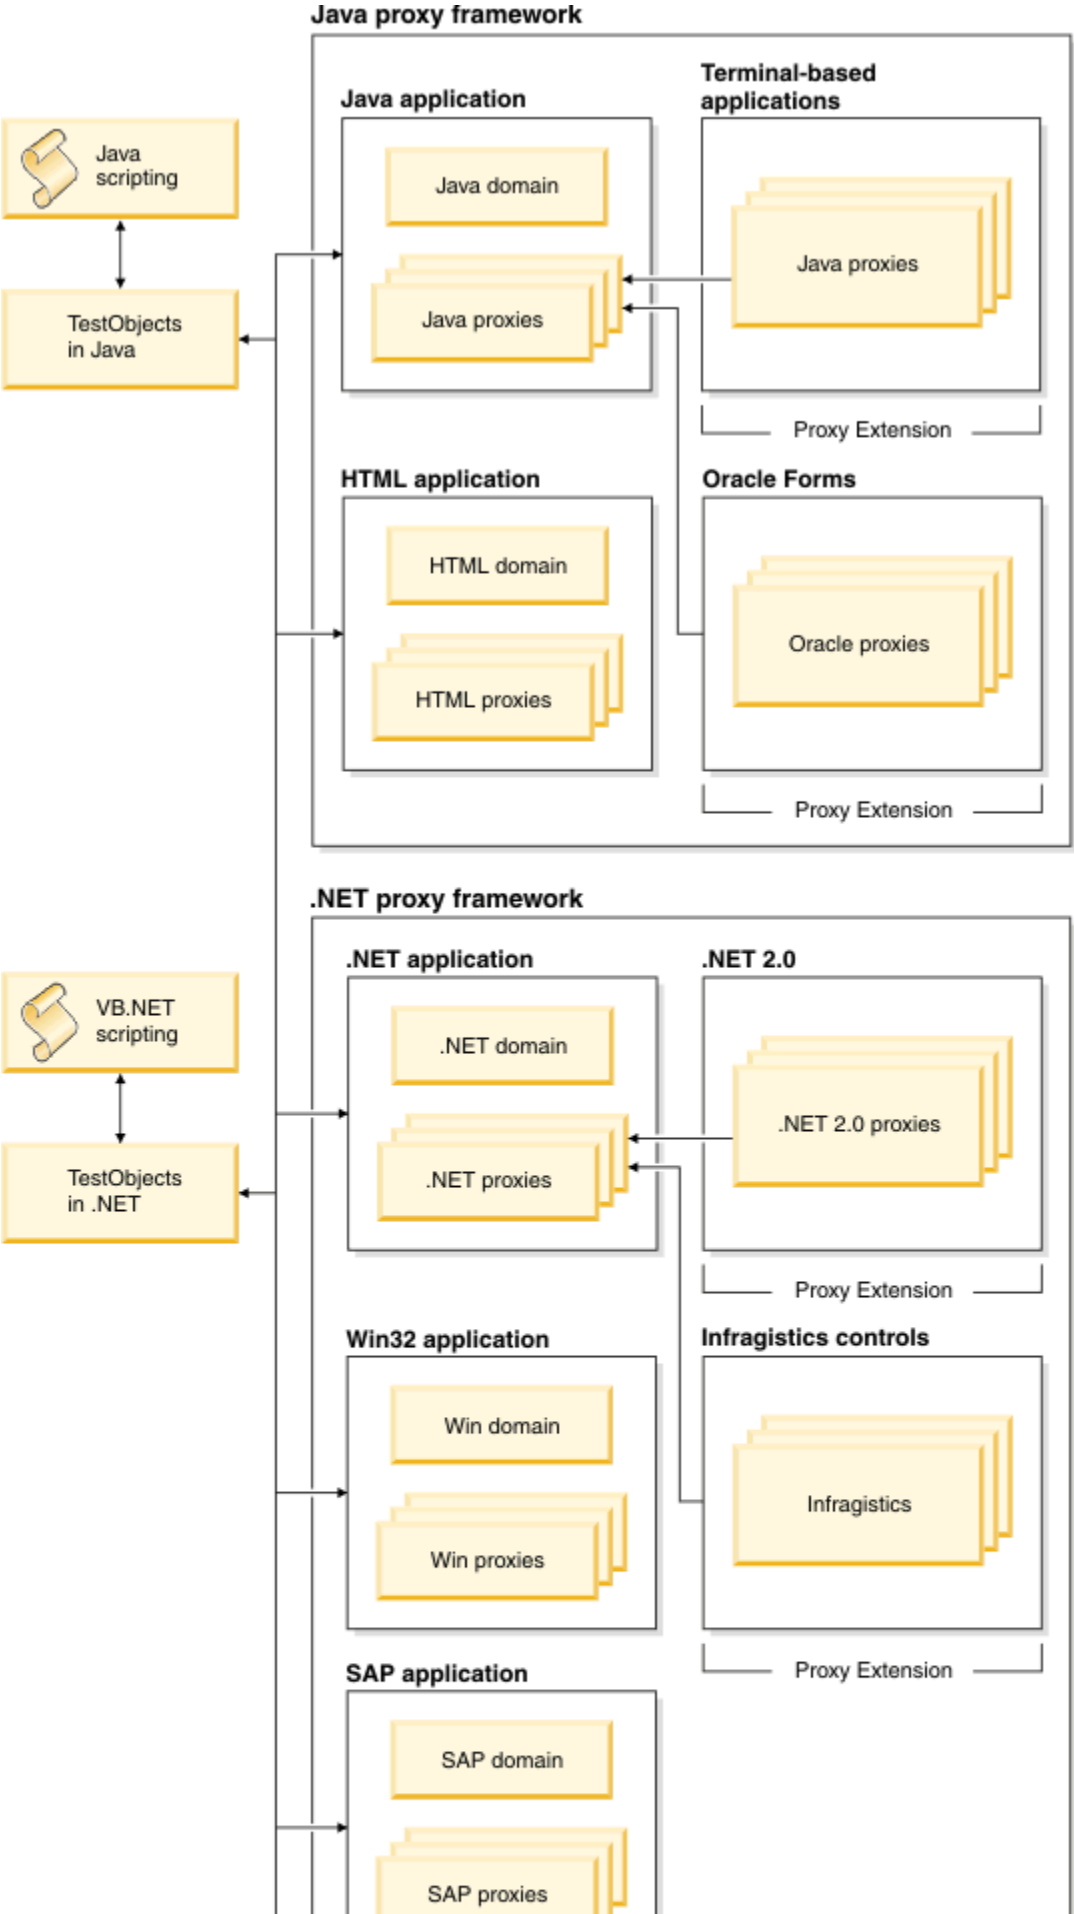 Java proxy framework
Java application
Terminal-based
applications
Java
scripting
Java domain
Java proxies
Java proxies
TestObjects
in Java
Proxy Extension
HTML application
Oracle Forms
HTML domain
Oracle proxies
HTML proxies
Proxy Extension
.NET proxy framework
.NET application
.NET 2.0
VB.NET
scripting
.NET domain
.NET 2.0 proxies
.NET proxies
TestObjects
in .NET
Proxy Extension
Win32 application
Infragistics controls
Win domain
Infragistics
Win proxies
Proxy Extension
SAP application
SAP domain
SAP proxies